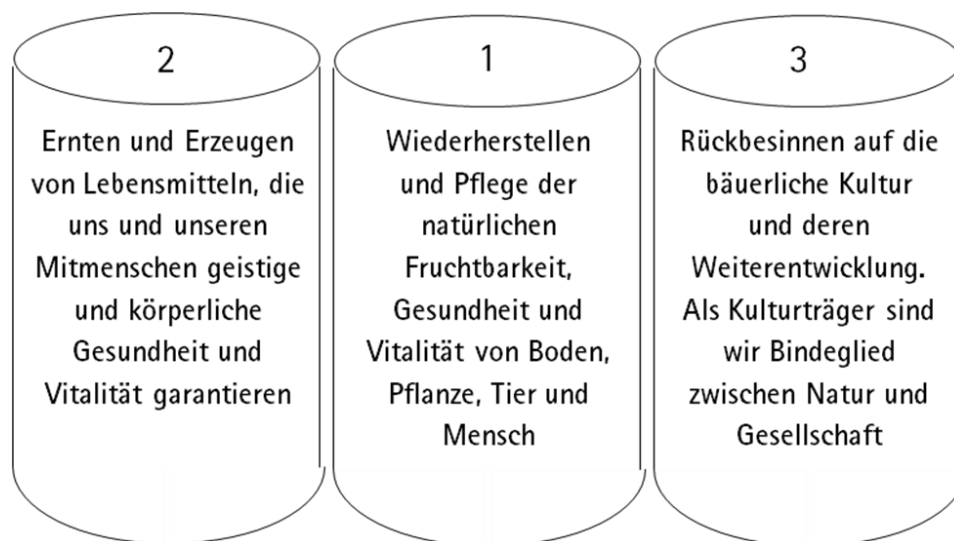 2
Ernten und Erzeugen
von Lebensmitteln, die
uns und unseren
Mitmenschen geistige
und körperliche
Gesundheit und
Vitalität garantieren
1
Wiederherstellen
und Pflege der
natürlichen
Fruchtbarkeit,
Gesundheit und
Vitalität von Boden,
Pflanze, Tier und
Mensch
3
Rückbesinnen auf die
bäuerliche Kultur
und deren
Weiterentwicklung.
Als Kulturträger sind
wir Bindeglied
zwischen Natur und
Gesellschaft